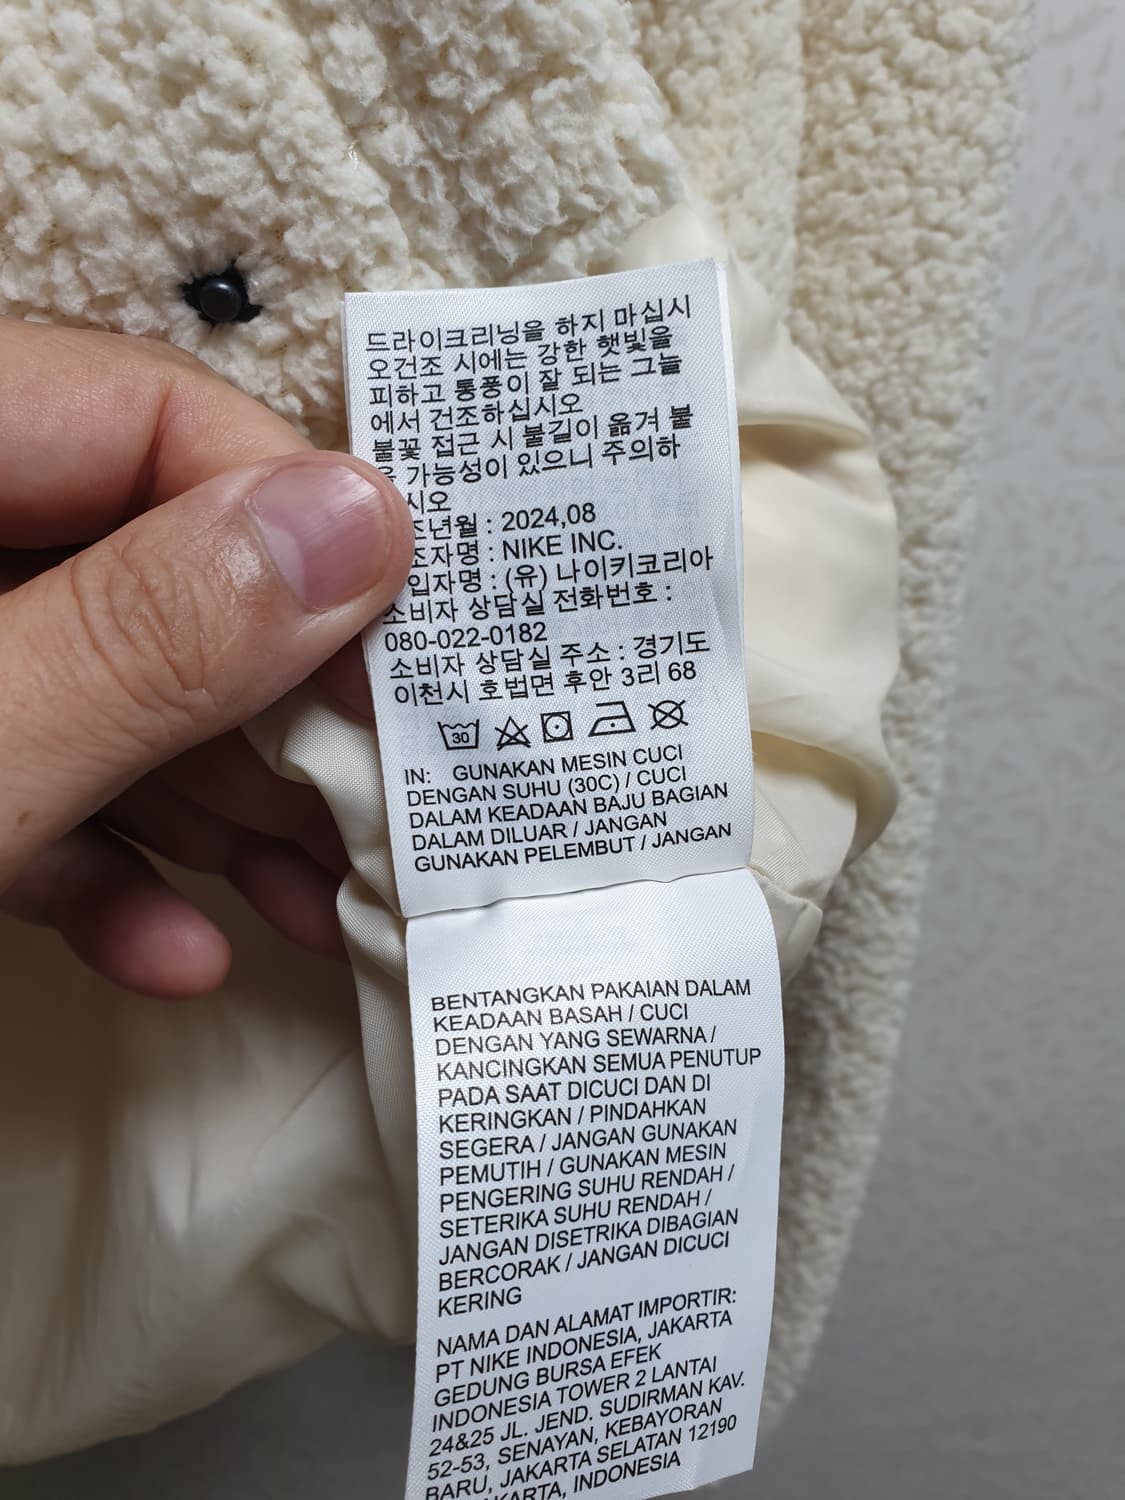 드라이크리닝을 하지 마십시
오건조 시에는 강한 햇빛을
피하고 통풍이 잘 되는 그늘
에서 건조하십시오
불꽃 접근 시 불길이 옮겨 붙
가능성이 있으니 주의하
시오
년월 : 2024,08
조자명 : NIKE INC.
입자명 : (유) 나이키코리아
소비자 상담실 전화번호 :
080-022-0182
소비자 상담실 주소 : 경기도
이천시 호법면 후안 3리 68
30
IN: GUNAKAN MESIN CUCI
DENGAN SUHU (30C) / CUCI
DALAM KEADAAN BAJU BAGIAN
DALAM DILUAR / JANGAN
GUNAKAN PELEMBUT / JANGAN
BENTANGKAN PAKAIAN DALAM
KEADAAN BASAH / CUCI
DENGAN YANG SEWARNA /
KANCINGKAN SEMUA PENUTUP
PADA SAAT DICUCI DAN DI
KERINGKAN / PINDAHKAN
SEGERA / JANGAN GUNAKAN
PEMUTIH / GUNAKAN MESIN
PENGERING SUHU RENDAH /
SETERIKA SUHU RENDAH /
JANGAN DISETRIKA DIBAGIAN
BERCORAK / JANGAN DICUCI
KERING
NAMA DAN ALAMAT IMPORTIR:
PT NIKE INDONESIA, JAKARTA
GEDUNG BURSA EFEK
INDONESIA TOWER 2 LANTAI
24&25 JL. JEND. SUDIRMAN KAV.
52-53, SENAYAN, KEBAYORAN
BARU, JAKARTA SELATAN 12190
KARTA, INDONESIA